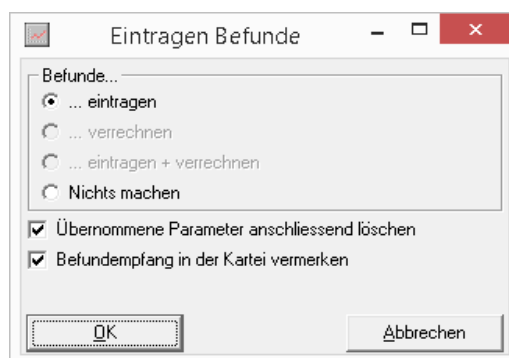 Eintragen Befunde
Befunde...
... eintragen
... verrechnen
... eintragen + verrechnen
Nichts machen
Übernommene Parameter anschliessend löschen
Befundempfang in der Kartei vermerken
OK Abbrechen